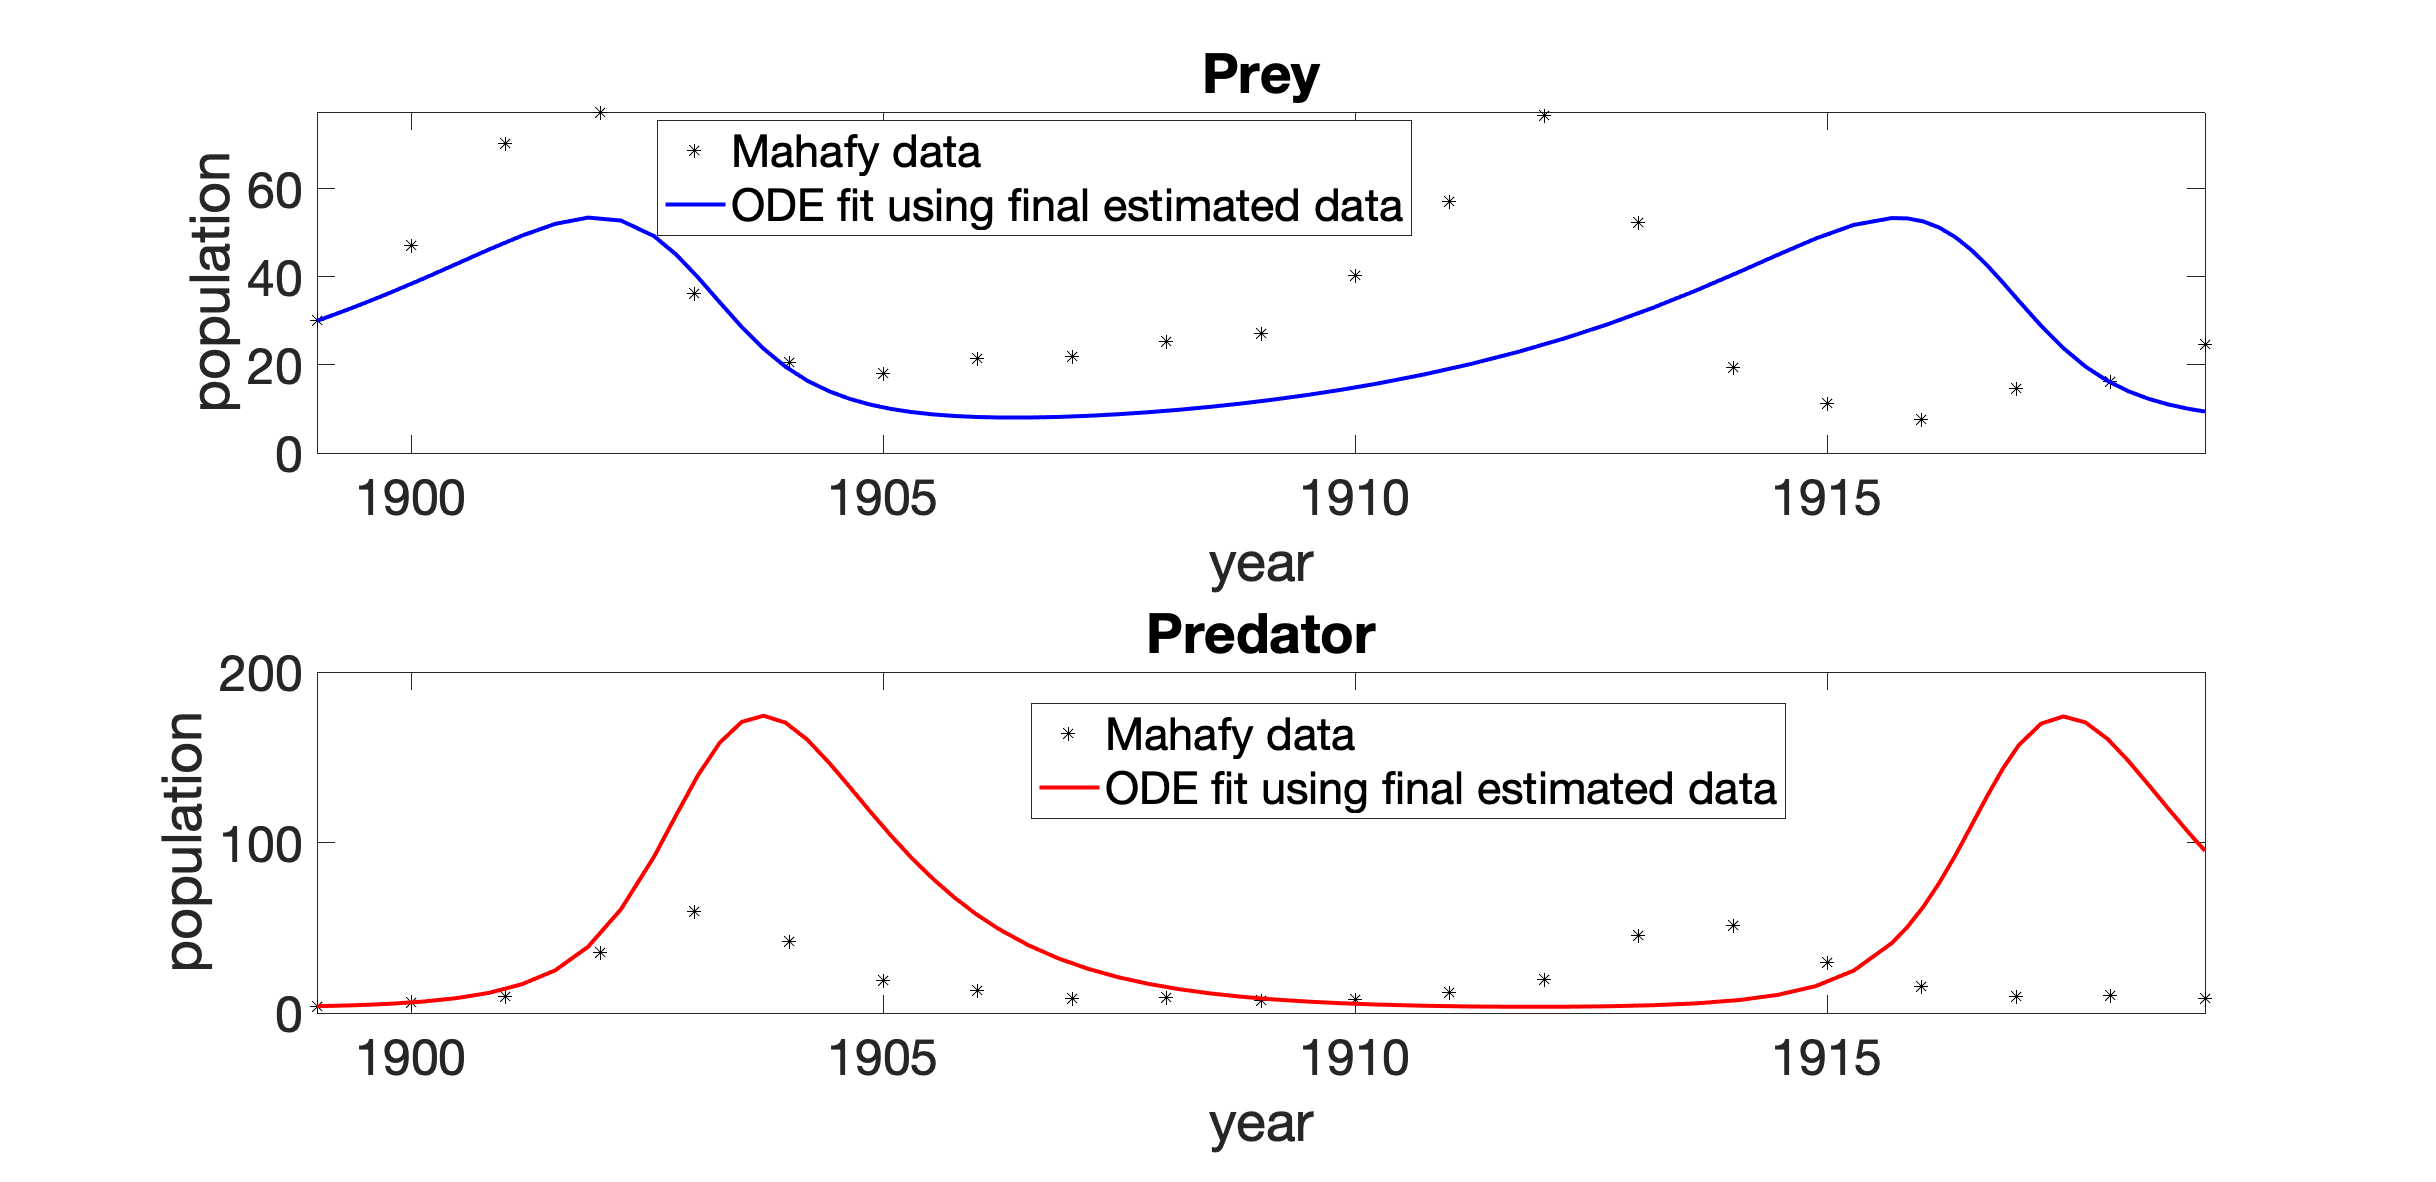 Prey
Mahafy data
ODE fit using final estimated data
population
60
40
20
0
1900
1905
1910
1915
year
Predator
Mahafy data
ODE fit using final estimated data
population
200
100
0
1900
1905
1910
1915
year